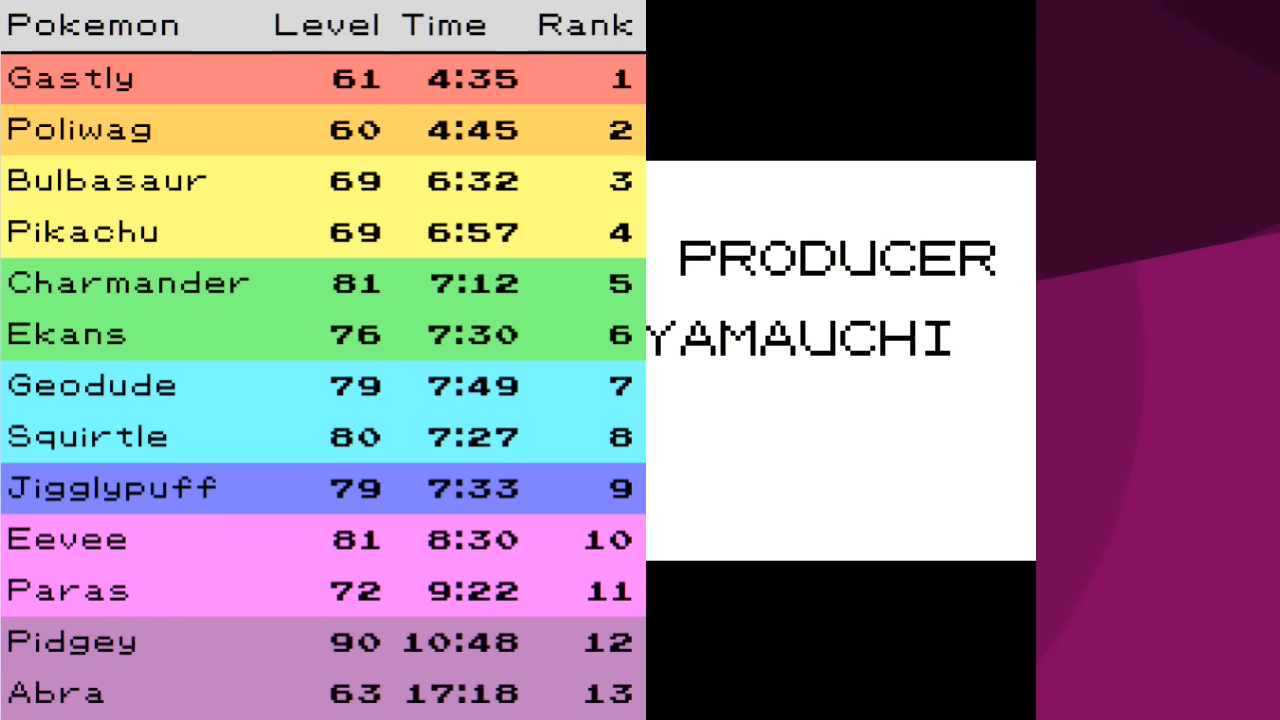 Pokemon Level Time Rank
Gastly 61 4:35 1
Poliwag 60 4:45 2
Bulbasaur 69 6:32 3
Pikachu 69 6:57 4
Charmander 81 7:12 5
Ekans 76 7:30 6
Geodude 79 7:49 7
Squirtle 80 7:27 8
Jigglypuff 79 7:33 9
Eevee 81 8:30 10
Paras 72 9:22 11
Pidgey 90 10:48 12
Abra 63 17:18 13
PRODUCER
YAMAUCHI